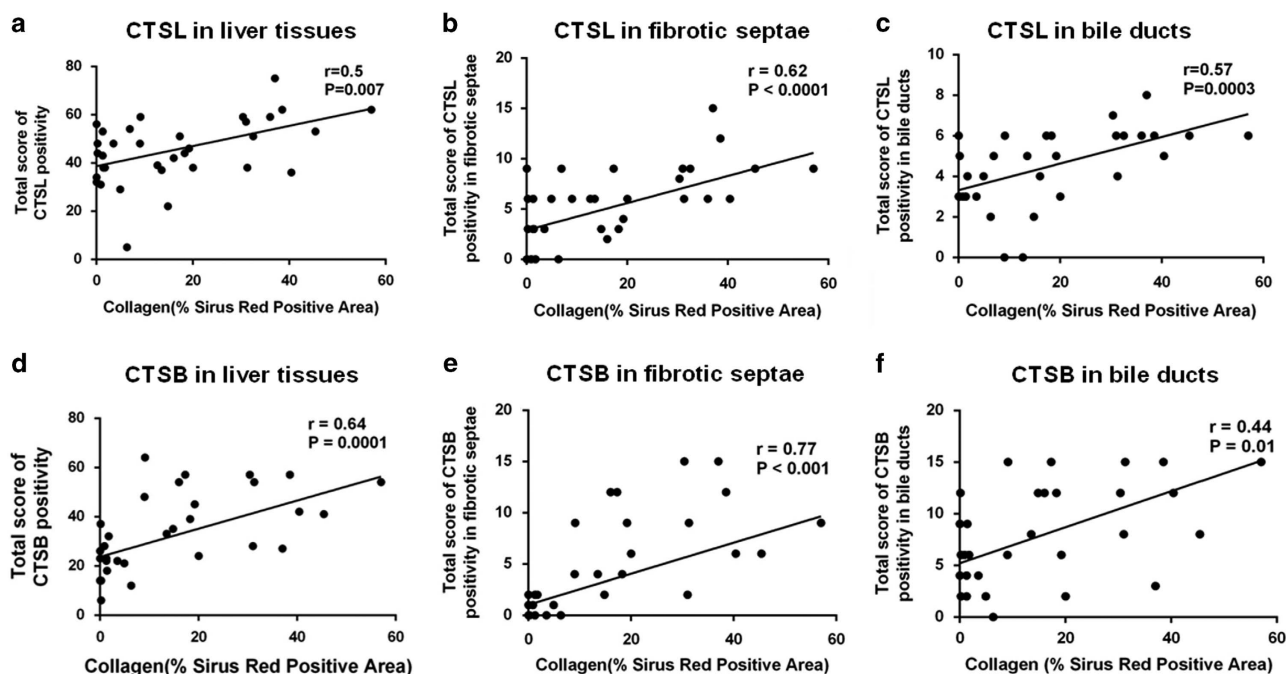 a
CTSL in liver tissues
r=0.5
P=0.007
Total score of
CTSL positivity
80
60
40
20
0
0 20 40 60
Collagen(% Sirus Red Positive Area)
b
CTSL in fibrotic septae
r = 0.62
P < 0.0001
Total score of CTSL
positivity in fibrotic septae
20
15
10
5
0
0 20 40 60
Collagen(% Sirus Red Positive Area)
c
CTSL in bile ducts
r=0.57
P=0.0003
Total score of CTSL
positivity in bile ducts
10
8
6
4
2
0
0 20 40 60
Collagen(% Sirus Red Positive Area)
d
CTSB in liver tissues
r = 0.64
P = 0.0001
Total score of
CTSB positivity
80
60
40
20
0
0 20 40 60
Collagen(% Sirus Red Positive Area)
e
CTSB in fibrotic septae
r = 0.77
P < 0.001
Total score of CTSB
positivity in fibrotic septae
20
15
10
5
0
0 20 40 60
Collagen(% Sirus Red Positive Area)
f
CTSB in bile ducts
r = 0.44
P = 0.01
Total score of CTSB
positivity in bile ducts
20
15
10
5
0
0 20 40 60
Collagen (% Sirus Red Positive Area)